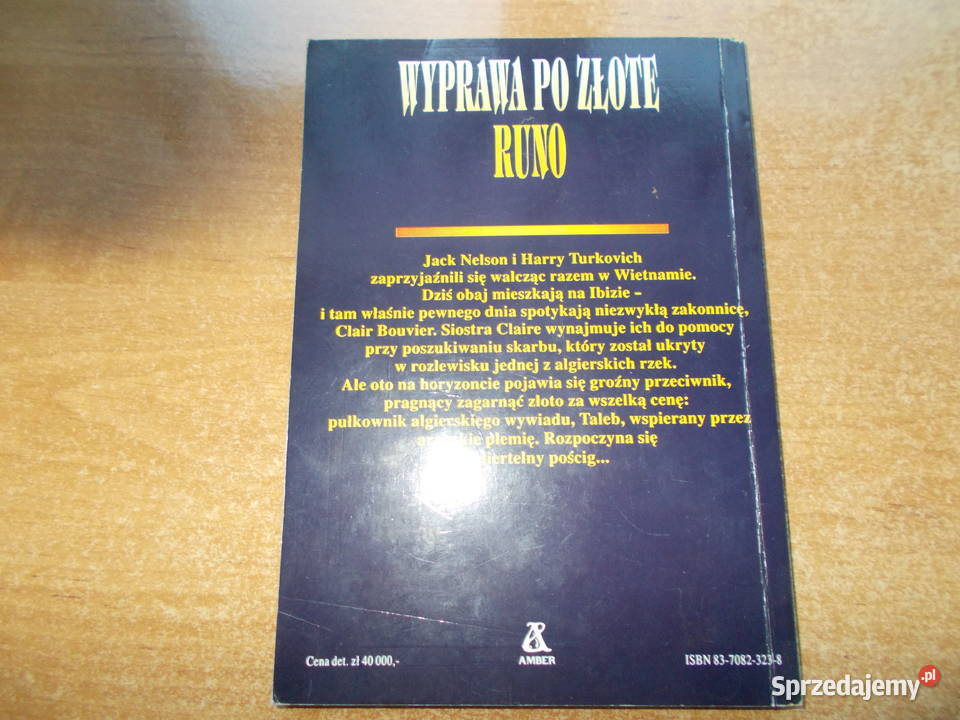 WYPRAWA PO ZŁOTE
RUNO
Jack Nelson i Harry Turkovich
zaprzyjaźnili się walcząc razem w Wietnamie.
Dziś obaj mieszkają na Ibizie –
i tam właśnie pewnego dnia spotykają niezwykłą zakonnicę,
Clair Bouvier. Siostra Claire wynajmuje ich do pomocy
przy poszukiwaniu skarbu, który został ukryty
w rozlewisku jednej z algierskich rzek.
Ale oto na horyzoncie pojawia się groźny przeciwnik,
pragnący zagarnąć złoto za wszelką cenę:
pułkownik algierskiego wywiadu, Taleb, wspierany przez
plemię. Rozpoczyna się
pościg...
AMBER
Cena det. zł 40 000,-
ISBN 83-7082-323-8
Sprzedajemy.pl